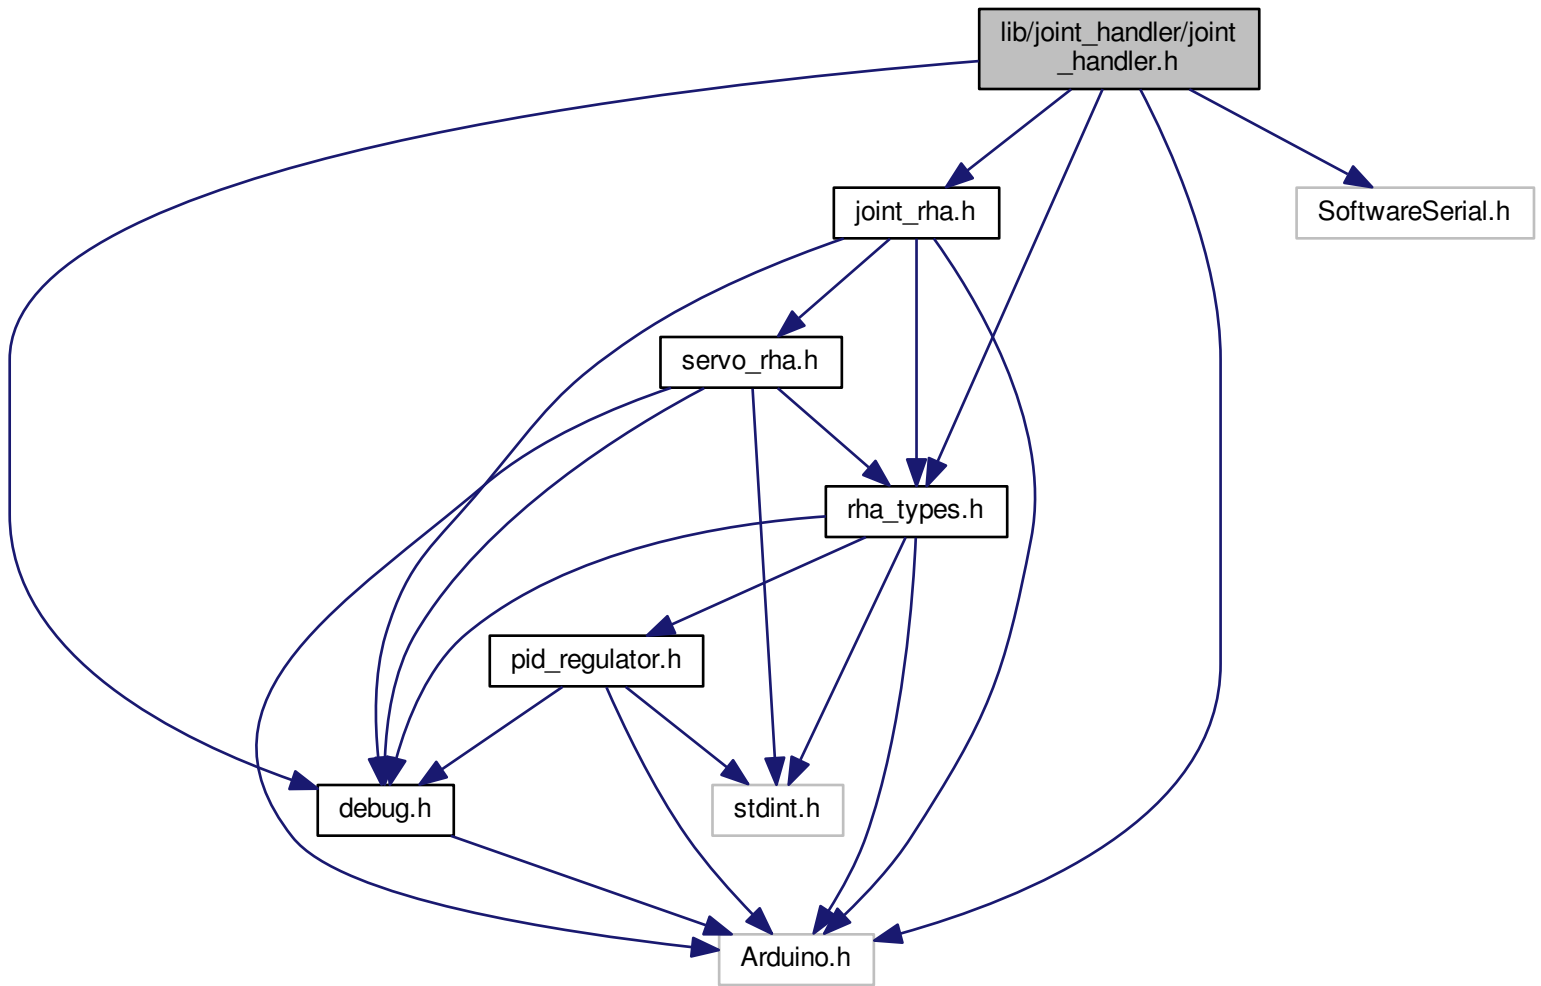 lib/joint_handler/joint
_handler.h
joint_rha.h
SoftwareSerial.h
servo_rha.h
rha_types.h
pid_regulator.h
debug.h
stdint.h
Arduino.h